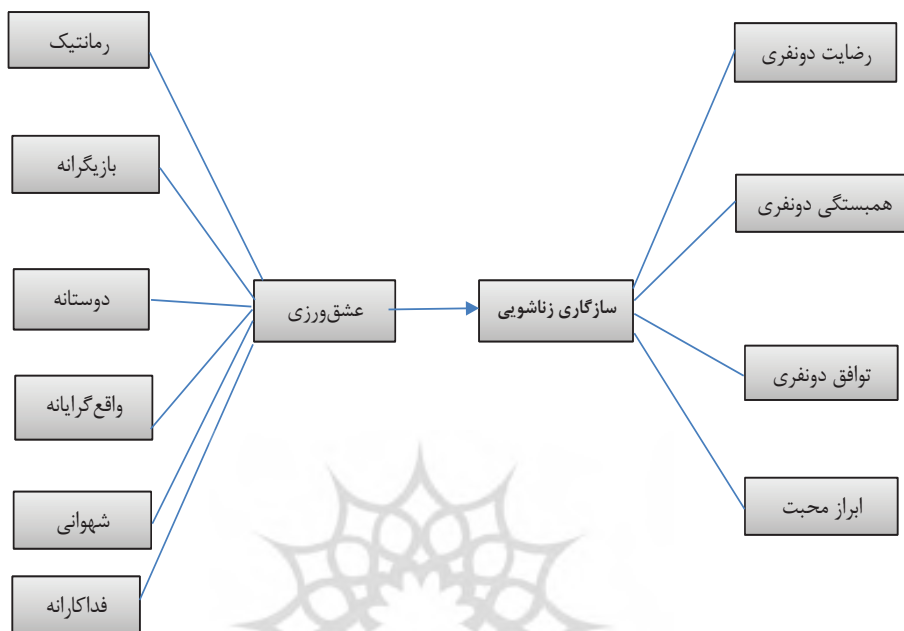 رمانتیک
بازیگرانه
دوستانه
واقع‌گرایانه
شهوانی
فداکارانه
عشق‌ورزی
سازگاری زناشویی
رضایت دونفری
همبستگی دونفری
توافق دونفری
ابراز محبت